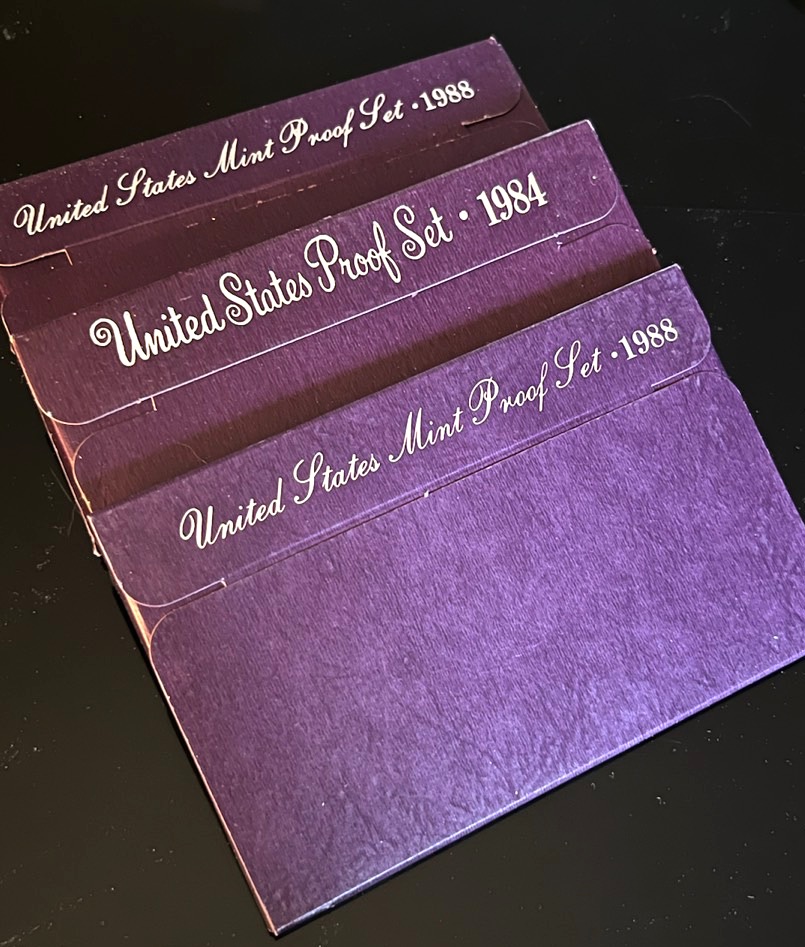 United States Mint Proof Set • 1988
United States Proof Set • 1984
United States Mint Proof Set • 1988